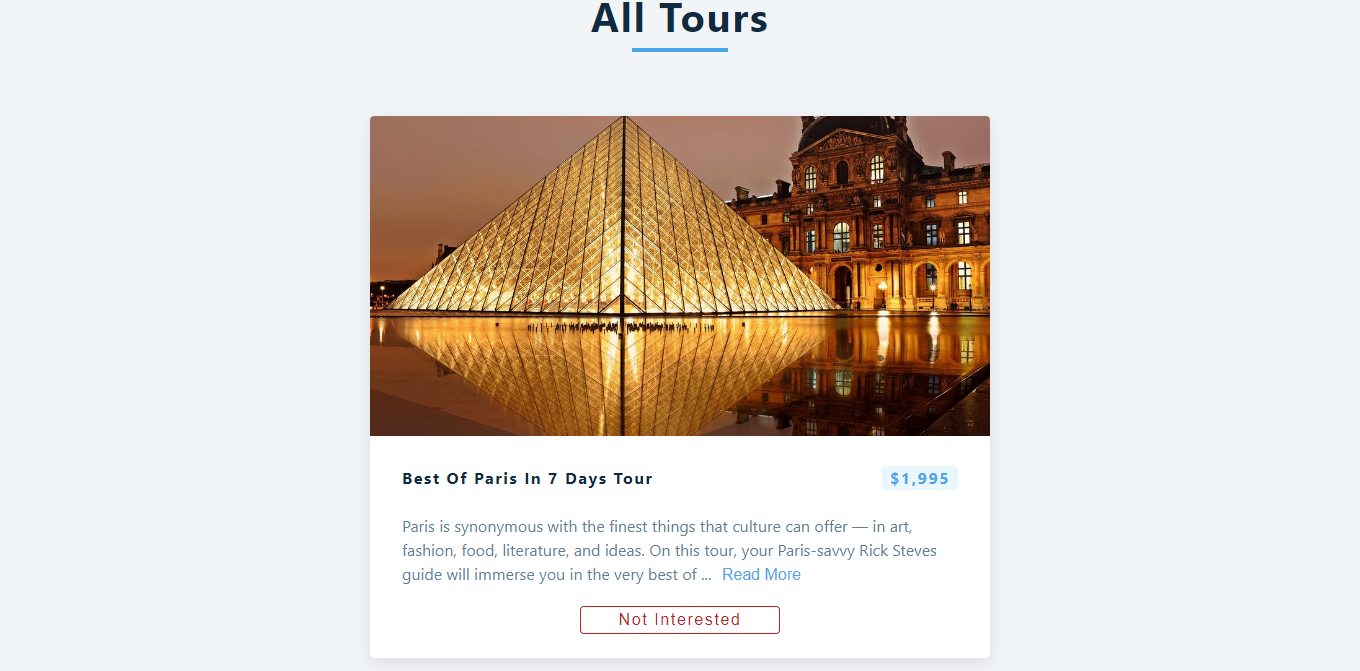 All Tours
Best Of Paris In 7 Days Tour
$1,995
Paris is synonymous with the finest things that culture can offer — in art,
fashion, food, literature, and ideas. On this tour, your Paris-savvy Rick Steves
guide will immerse you in the very best of ... Read More
Not Interested